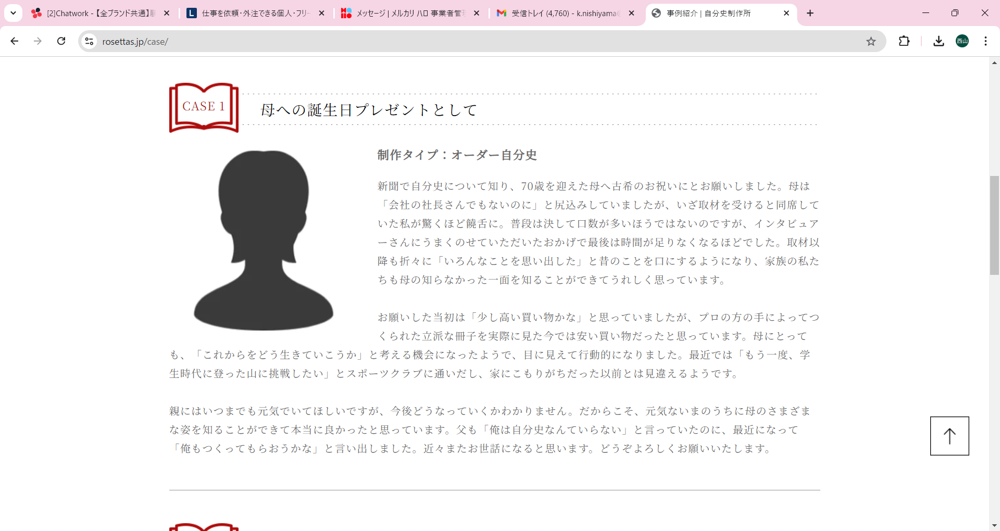 [2]Chatwork - 【全ブランド共通】
仕事を依頼・外注できる個人・フリー
メッセージ | メルカリ ハロ 事業者管
受信トレイ (4,760) - k.nishiyama
事例紹介 | 自分史制作所
rosettas.jp/case/
西山
CASE 1
母への誕生日プレゼントとして
制作タイプ：オーダー自分史
新聞で自分史について知り、70歳を迎えた母へ古希のお祝いにとお願いしました。母は
「会社の社長さんでもないのに」と尻込みしていましたが、いざ取材を受けると同席して
いた私が驚くほど饒舌に。普段は決して口数が多いほうではないのですが、インタビュア
ーさんにうまくのせていただいたおかげで最後は時間が足りなくなるほどでした。取材以
降も折々に「いろんなことを思い出した」と昔のことを口にするようになり、家族の私た
ちも母の知らなかった一面を知ることができてうれしく思っています。
お願いした当初は「少し高い買い物かな」と思っていましたが、プロの方の手によってつ
くられた立派な冊子を実際に見た今では安い買い物だったと思っています。母にとって
も、「これからをどう生きていこうか」と考える機会になったようで、目に見えて行動的になりました。最近では「もう一度、学
生時代に登った山に挑戦したい」とスポーツクラブに通いだし、家にこもりがちだった以前とは見違えるようです。
親にはいつまでも元気でいてほしいですが、今後どうなっていくかわかりません。だからこそ、元気ないまのうちに母のさまざま
な姿を知ることができて本当に良かったと思っています。父も「俺は自分史なんていらない」と言っていたのに、最近になって
「俺もつくってもらおうかな」と言い出しました。近々またお世話になると思います。どうぞよろしくお願いいたします。